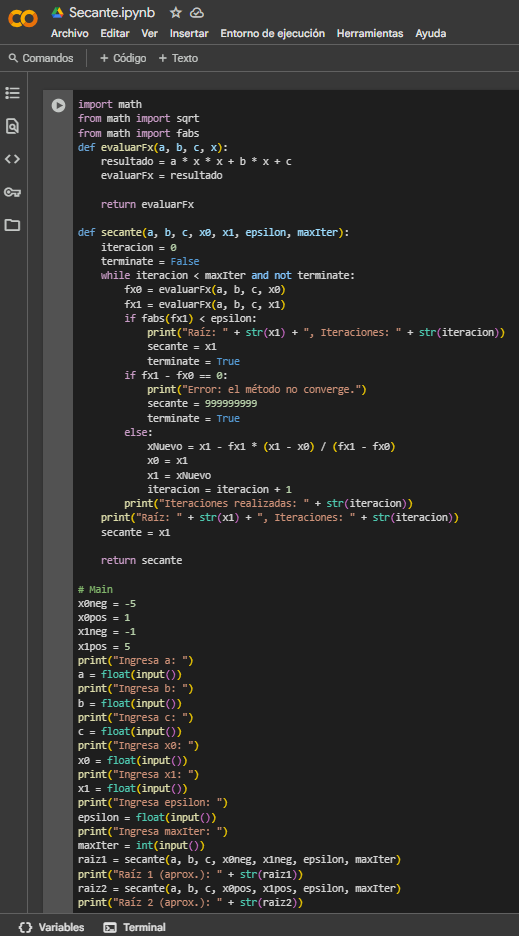 Secante.ipynb
Archivo Editar Ver Insertar Entorno de ejecución Herramientas Ayuda
Comandos + Código + Texto
import math
from math import sqrt
from math import fabs
def evaluarFx(a, b, c, x):
    resultado = a * x * x + b * x + c
    evaluarFx = resultado

    return evaluarFx

def secante(a, b, c, x0, x1, epsilon, maxIter):
    iteracion = 0
    terminate = False
    while iteracion < maxIter and not terminate:
        fx0 = evaluarFx(a, b, c, x0)
        fx1 = evaluarFx(a, b, c, x1)
        if fabs(fx1) < epsilon:
            print("Raíz: " + str(x1) + ", Iteraciones: " + str(iteracion))
            secante = x1
            terminate = True
        if fx1 - fx0 == 0:
            print("Error: el método no converge.")
            secante = 999999999
            terminate = True
        else:
            xNuevo = x1 - fx1 * (x1 - x0) / (fx1 - fx0)
            x0 = x1
            x1 = xNuevo
            iteracion = iteracion + 1
        print("Iteraciones realizadas: " + str(iteracion))
    print("Raíz: " + str(x1) + ", Iteraciones: " + str(iteracion))
    secante = x1

    return secante

# Main
x0neg = -5
x0pos = 1
x1neg = -1
x1pos = 5
print("Ingresa a: ")
a = float(input())
print("Ingresa b: ")
b = float(input())
print("Ingresa c: ")
c = float(input())
print("Ingresa x0: ")
x0 = float(input())
print("Ingresa x1: ")
x1 = float(input())
print("Ingresa epsilon: ")
epsilon = float(input())
print("Ingresa maxIter: ")
maxIter = int(input())
raiz1 = secante(a, b, c, x0neg, x1neg, epsilon, maxIter)
print("Raíz 1 (aprox.): " + str(raiz1))
raiz2 = secante(a, b, c, x0pos, x1pos, epsilon, maxIter)
print("Raíz 2 (aprox.): " + str(raiz2))
Variables Terminal